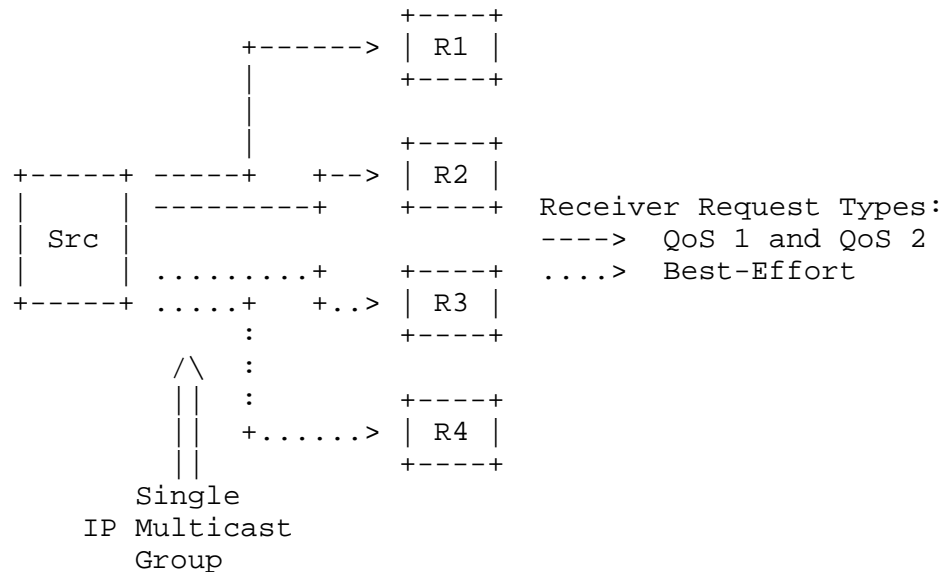 +----+
               +------>   | R1 |
               |          +----+
               |
               |          +----+
+-----+ -----+    +-->    | R2 |
|     | ---------+        +----+  Receiver Request Types:
| Src |                           ---->  QoS 1 and QoS 2
|     | .........+        +----+  ....>  Best-Effort
+-----+ .....+   +..>     | R3 |
             :            +----+
         /\  :
         ||  :            +----+
         ||  +......>     | R4 |
         ||               +----+
       Single
    IP Multicast
       Group